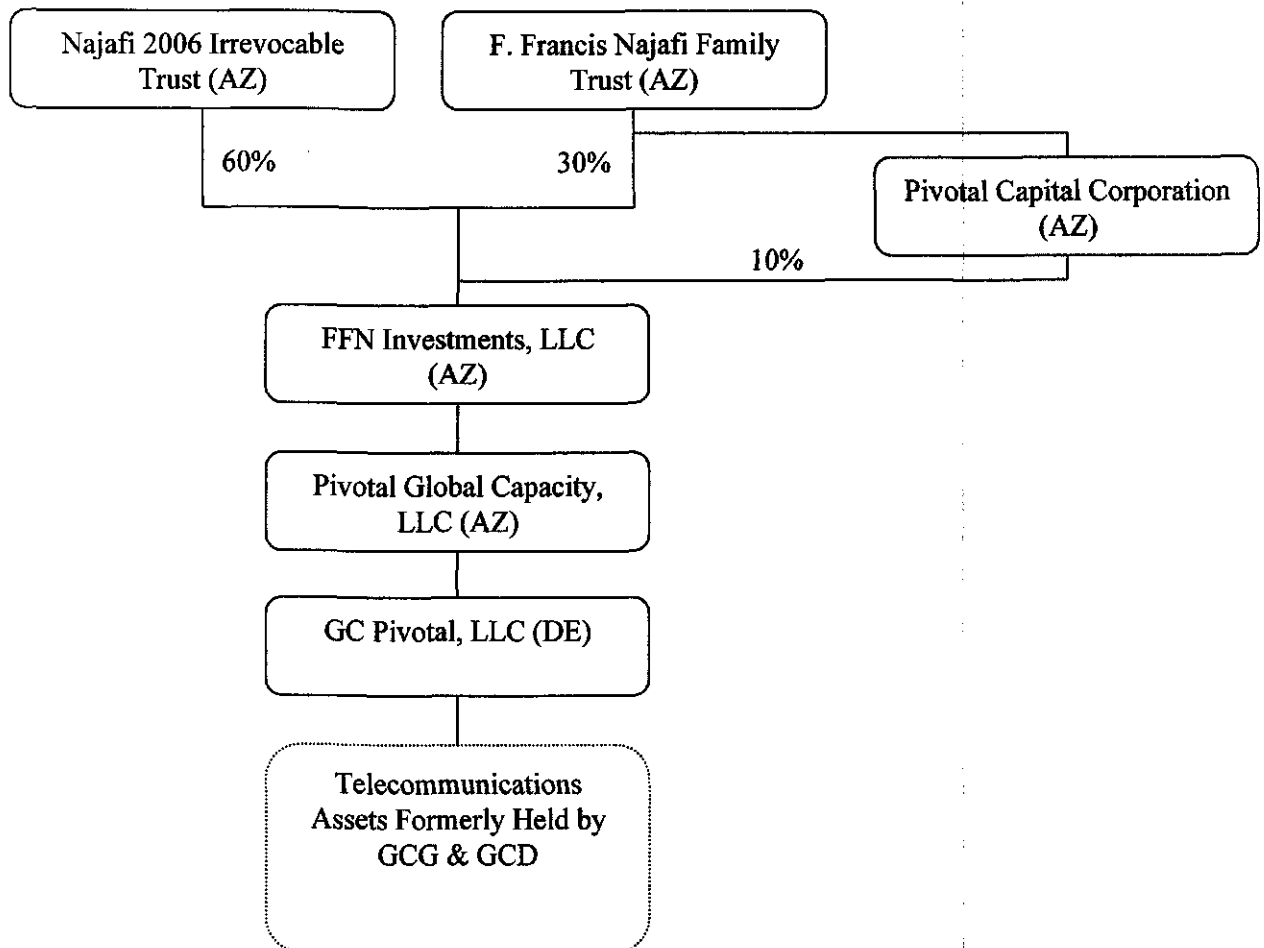 Najafi 2006 Irrevocable
Trust (AZ)
F. Francis Najafi Family
Trust (AZ)
60%
30%
Pivotal Capital Corporation
(AZ)
10%
FFN Investments, LLC
(AZ)
Pivotal Global Capacity,
LLC (AZ)
GC Pivotal, LLC (DE)
Telecommunications
Assets Formerly Held by
GCG & GCD